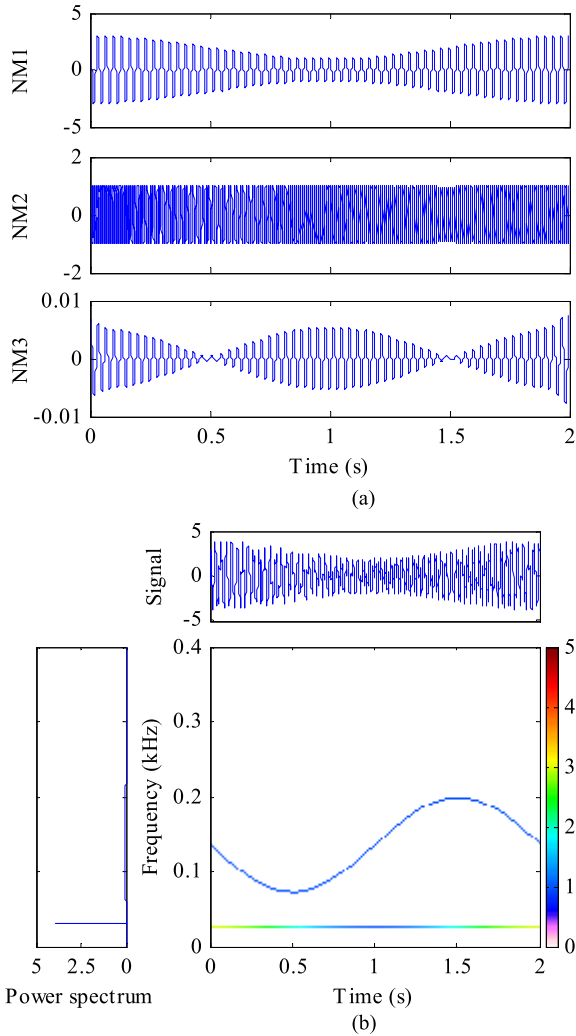 5
NM1
0
-5
2
NM2
0
-2
0.01
NM3
0
-0.01
0 0.5 1 1.5 2
Time (s)
(a)
5
Signal
0
-5
0.4
0.3
Frequency (kHz)
0.2
0.1
0
5
4
3
2
1
0
5 2.5 0
0 0.5 1 1.5 2
Power spectrum
Time (s)
(b)